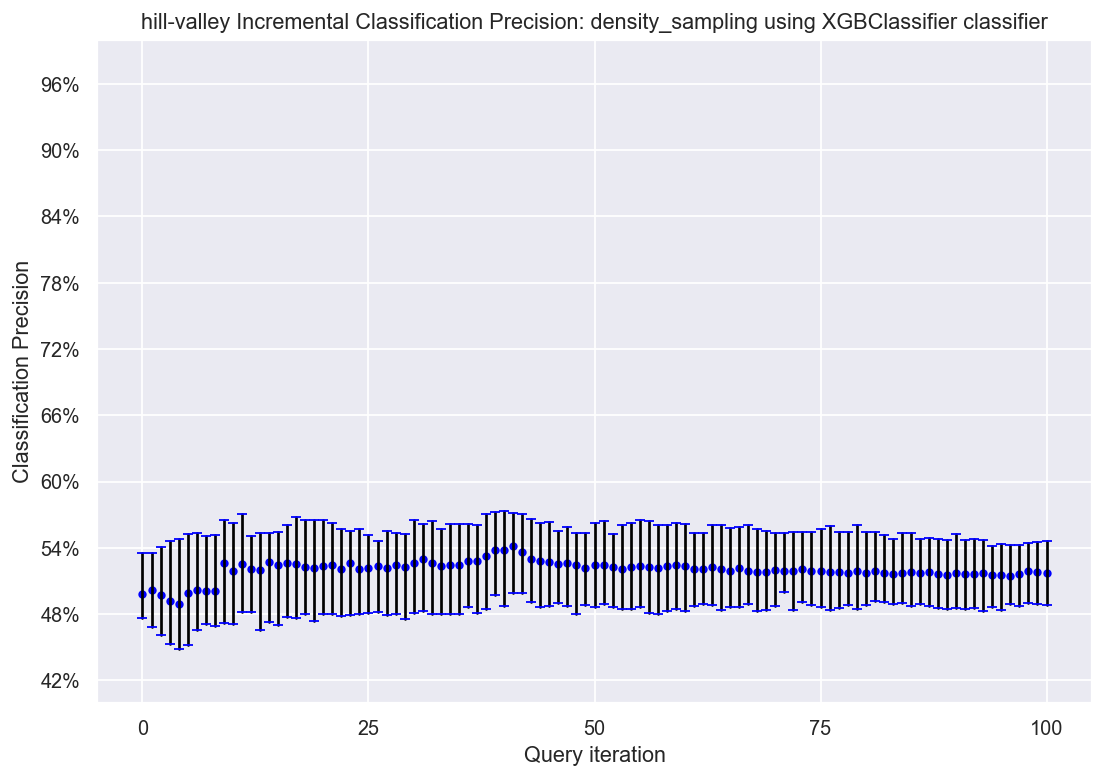 hill-valley Incremental Classification Precision: density_sampling using XGBClassifier classifier
96%
90%
84%
78%
72%
66%
60%
54%
48%
42%
Classification Precision
0 25 50 75 100
Query iteration